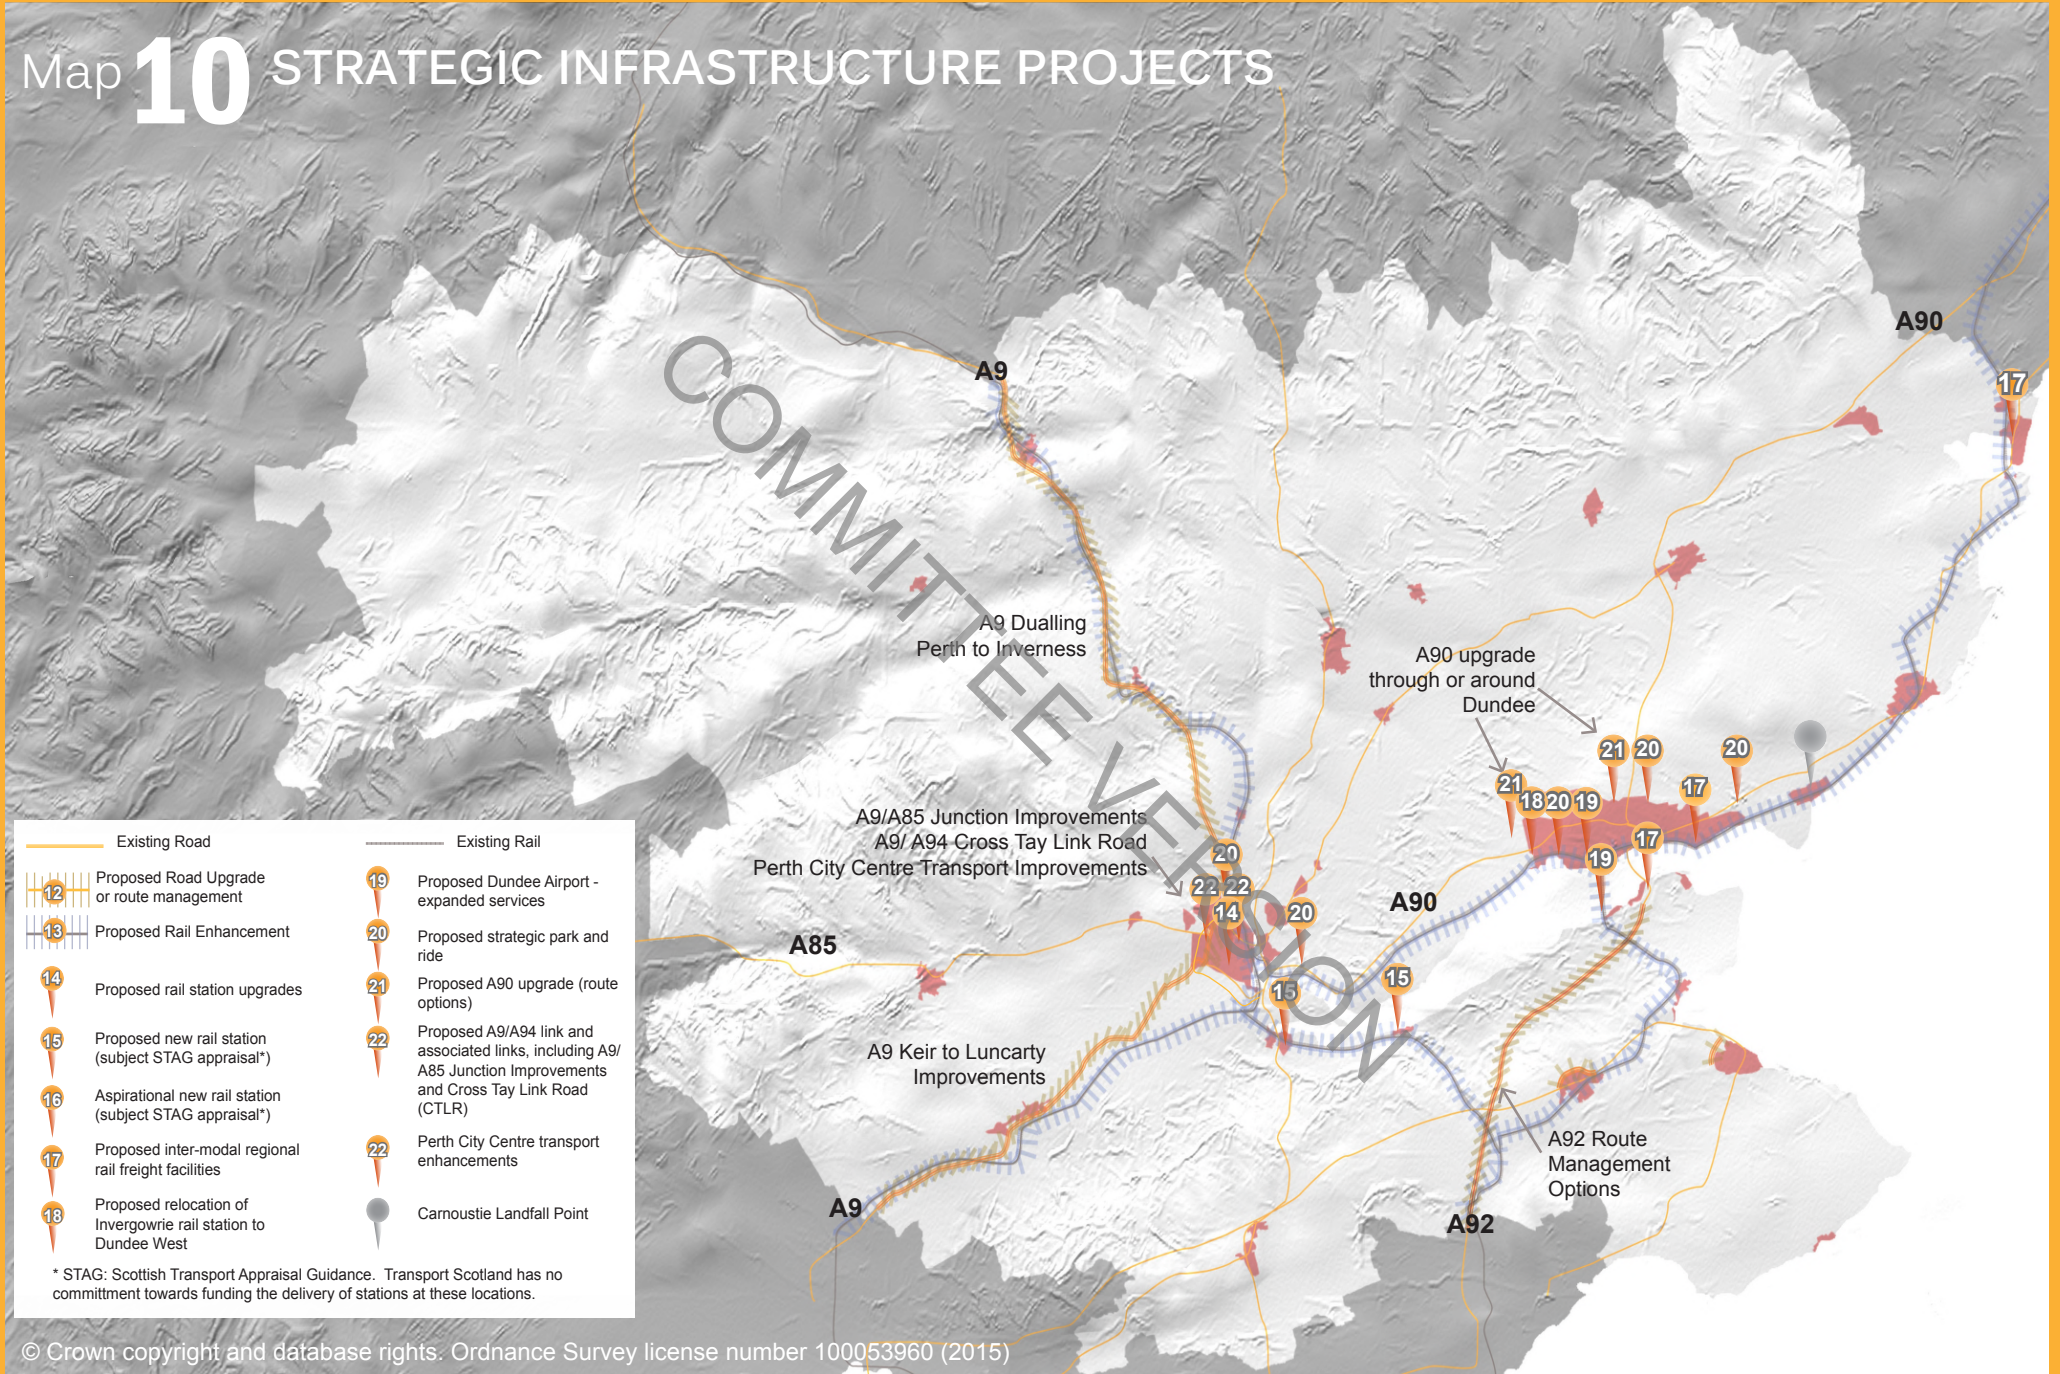 Map 10 STRATEGIC INFRASTRUCTURE PROJECTS
A90
17
A9
COMMITTEE VERSION
A9 Dualling
Perth to Inverness
A90 upgrade
through or around
Dundee
21
20
20
21
18
20
19
17
17
19
A9/A85 Junction Improvements
A9/ A94 Cross Tay Link Road
Perth City Centre Transport Improvements
20
22
22
14
20
A90
A85
15
15
A9 Keir to Luncarty
Improvements
A92 Route
Management
Options
A9
A92
Existing Road
12
Proposed Road Upgrade
or route management
13
Proposed Rail Enhancement
14
Proposed rail station upgrades
15
Proposed new rail station
(subject STAG appraisal*)
16
Aspirational new rail station
(subject STAG appraisal*)
17
Proposed inter-modal regional
rail freight facilities
18
Proposed relocation of
Invergowrie rail station to
Dundee West
Existing Rail
19
Proposed Dundee Airport -
expanded services
20
Proposed strategic park and
ride
21
Proposed A90 upgrade (route
options)
22
Proposed A9/A94 link and
associated links, including A9/
A85 Junction Improvements
and Cross Tay Link Road
(CTLR)
22
Perth City Centre transport
enhancements
Carnoustie Landfall Point
* STAG: Scottish Transport Appraisal Guidance. Transport Scotland has no
committment towards funding the delivery of stations at these locations.
© Crown copyright and database rights. Ordnance Survey license number 100053960 (2015)